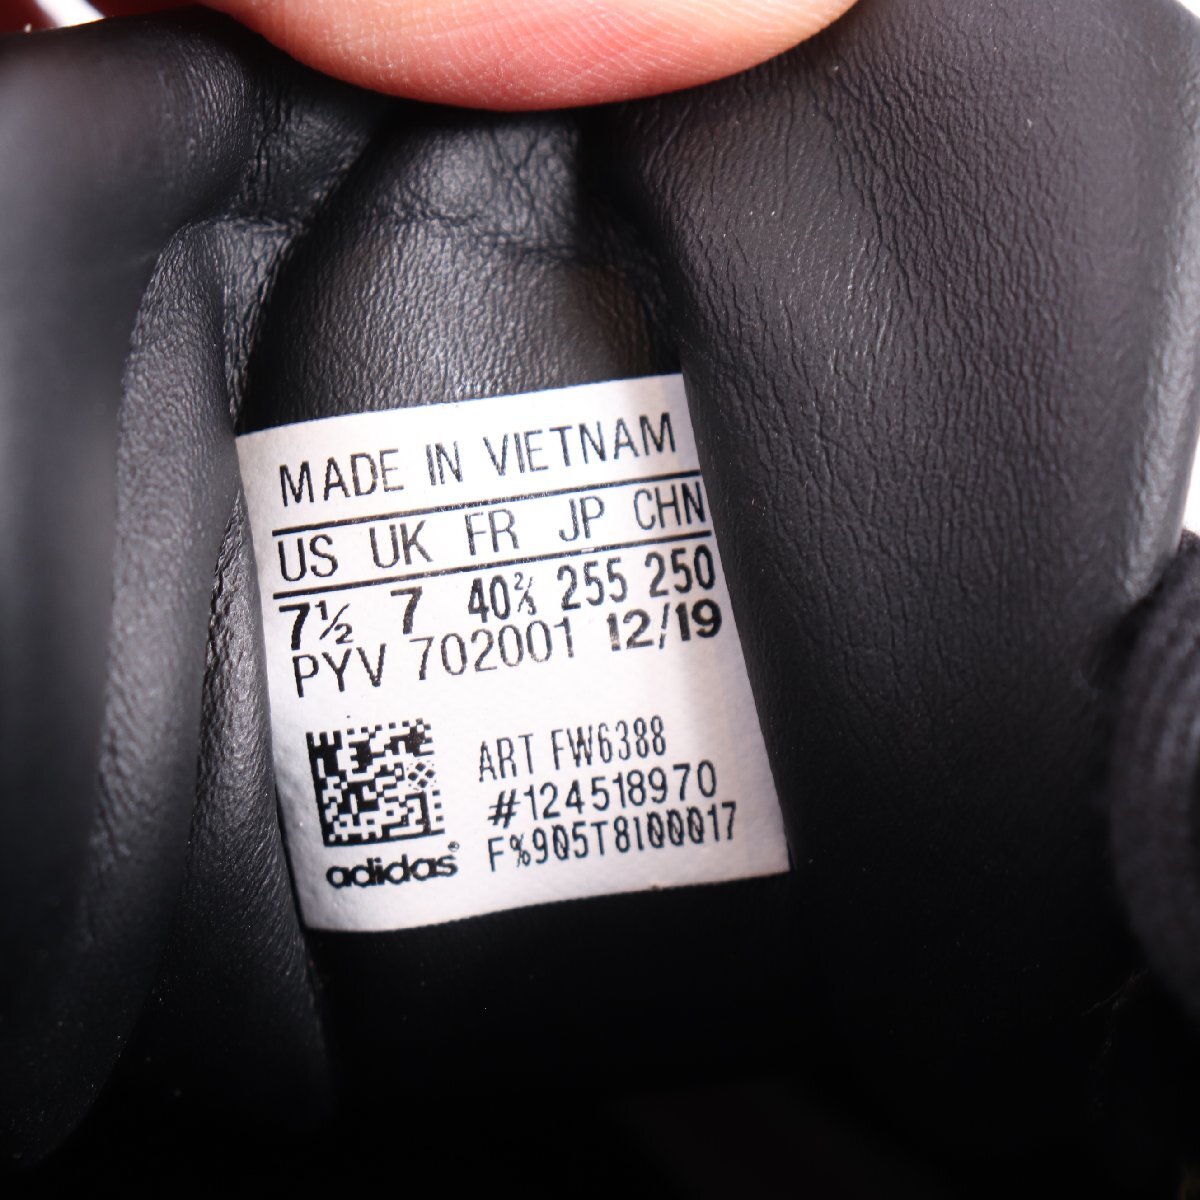 MADE IN VIETNAM
US UK FR JP CHN
7½ 7 40⅔ 255 250
PYV 702001 12/19
ART FW6388
#124518970
F%905T8I00017
adidas®